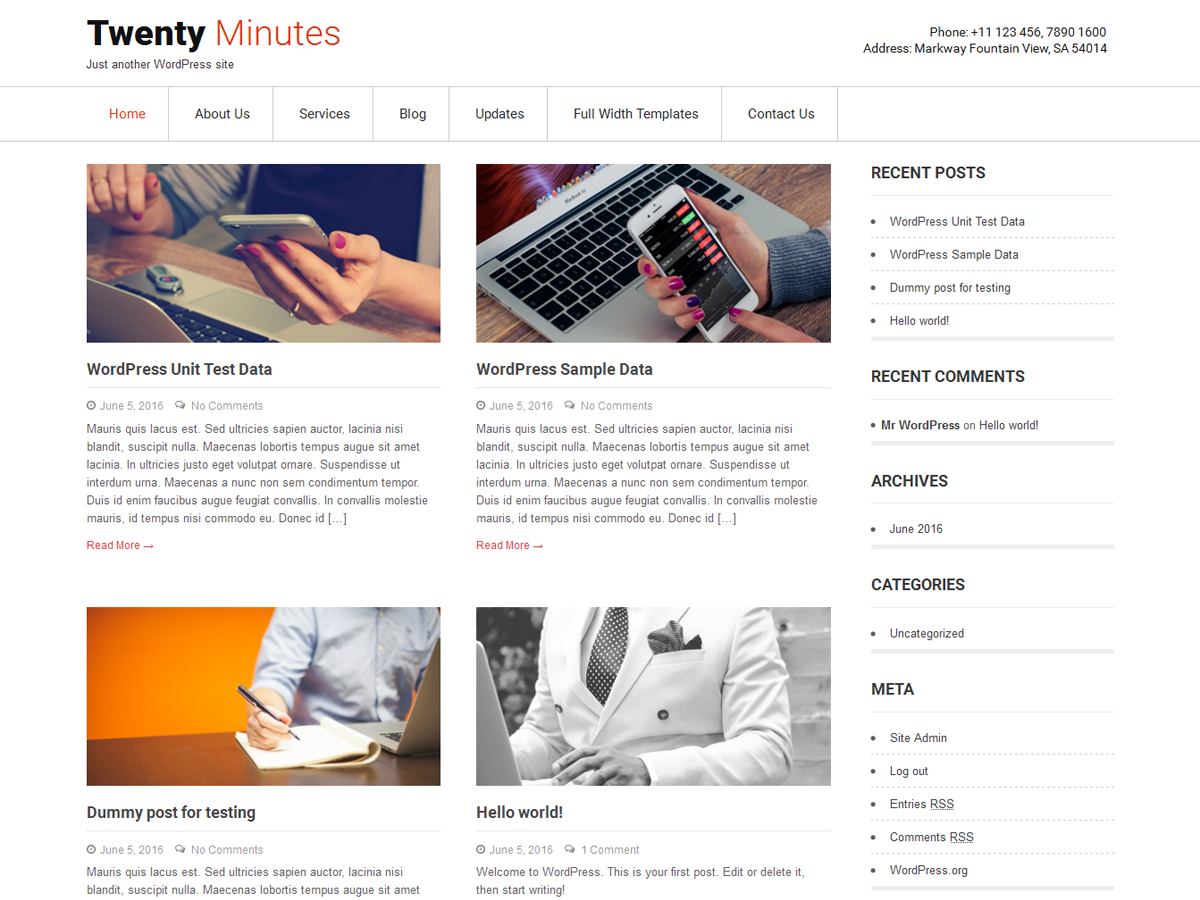 Twenty Minutes
Just another WordPress site
Phone: +11 123 456, 7890 1600
Address: Markway Fountain View, SA 54014
Home
About Us
Services
Blog
Updates
Full Width Templates
Contact Us
WordPress Unit Test Data
June 5, 2016 No Comments
Mauris quis lacus est. Sed ultricies sapien auctor, lacinia nisi
blandit, suscipit nulla. Maecenas lobortis tempus augue sit amet
lacinia. In ultricies justo eget volutpat ornare. Suspendisse ut
interdum urna. Maecenas a nunc non sem condimentum tempor.
Duis id enim faucibus augue feugiat convallis. In convallis molestie
mauris, id tempus nisi commodo eu. Donec id […]
Read More →
MacBook Air
WordPress Sample Data
June 5, 2016 No Comments
Mauris quis lacus est. Sed ultricies sapien auctor, lacinia nisi
blandit, suscipit nulla. Maecenas lobortis tempus augue sit amet
lacinia. In ultricies justo eget volutpat ornare. Suspendisse ut
interdum urna. Maecenas a nunc non sem condimentum tempor.
Duis id enim faucibus augue feugiat convallis. In convallis molestie
mauris, id tempus nisi commodo eu. Donec id […]
Read More →
Dummy post for testing
June 5, 2016 No Comments
Mauris quis lacus est. Sed ultricies sapien auctor, lacinia nisi
blandit, suscipit nulla. Maecenas lobortis tempus augue sit amet
Hello world!
June 5, 2016 1 Comment
Welcome to WordPress. This is your first post. Edit or delete it,
then start writing!
RECENT POSTS
WordPress Unit Test Data
WordPress Sample Data
Dummy post for testing
Hello world!
RECENT COMMENTS
Mr WordPress on Hello world!
ARCHIVES
June 2016
CATEGORIES
Uncategorized
META
Site Admin
Log out
Entries RSS
Comments RSS
WordPress.org